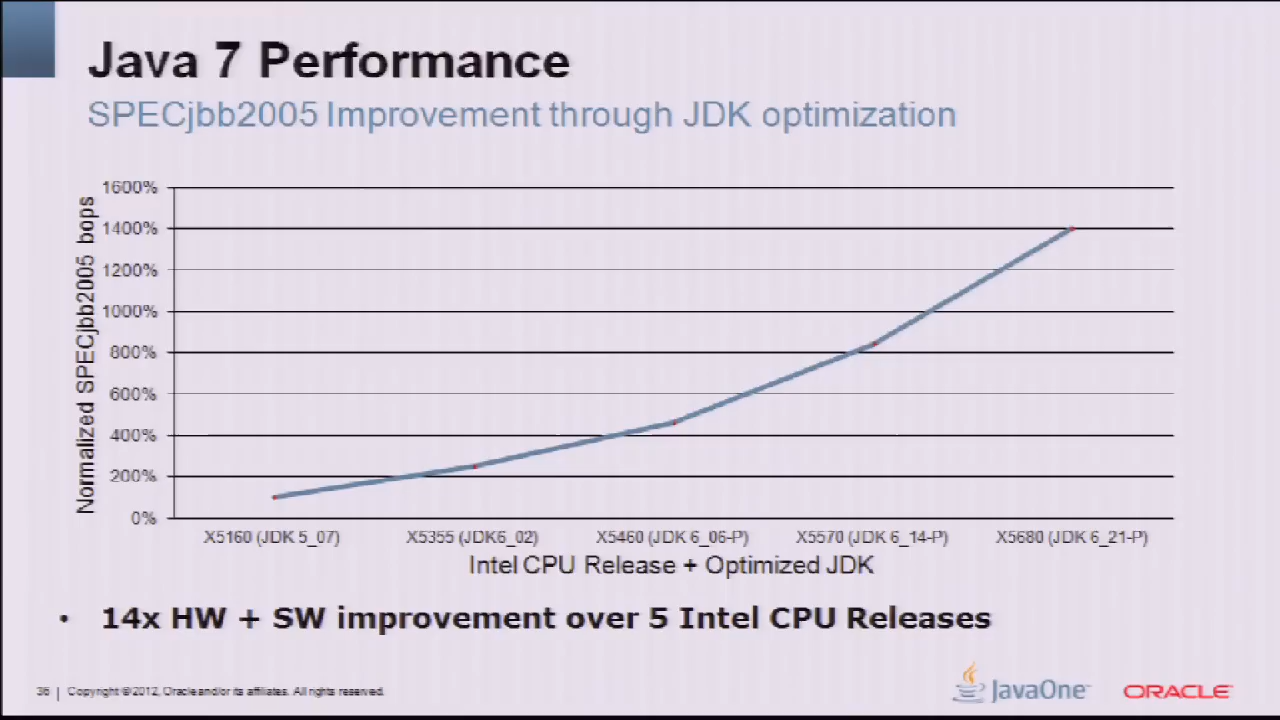 Java 7 Performance
SPECjbb2005 Improvement through JDK optimization
Normalized SPECjbb2005 bops
1600%
1400%
1200%
1000%
800%
600%
400%
200%
0%
X5160 (JDK 5_07)
X5355 (JDK6_02)
X5460 (JDK 6_06-P)
X5570 (JDK 6_14-P)
X5680 (JDK 6_21-P)
Intel CPU Release + Optimized JDK
• 14x HW + SW improvement over 5 Intel CPU Releases
36 | Copyright © 2012, Oracle and/or its affiliates. All rights reserved.
JavaOne™
ORACLE